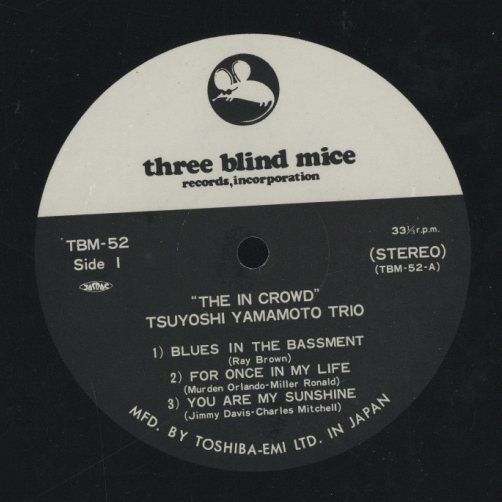 three blind mice
records, incorporation
TBM-52
Side 1
33⅓ r.p.m.
(STEREO)
(TBM-52-A)
JASRAC
"THE IN CROWD"
TSUYOSHI YAMAMOTO TRIO
1) BLUES IN THE BASSMENT
(Ray Brown)
2) FOR ONCE IN MY LIFE
(Murden Orlando-Miller Ronald)
3) YOU ARE MY SUNSHINE
(Jimmy Davis-Charles Mitchell)
MFD. BY TOSHIBA-EMI LTD. IN JAPAN